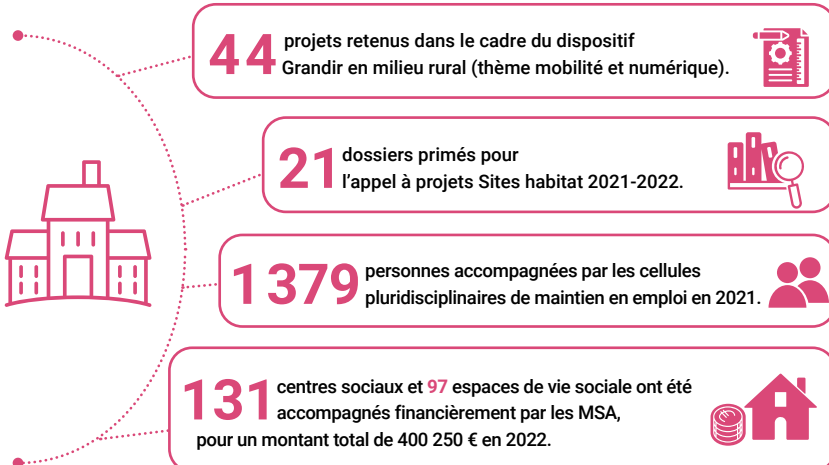 44 projets retenus dans le cadre du dispositif
Grandir en milieu rural (thème mobilité et numérique).
21 dossiers primés pour
l'appel à projets Sites habitat 2021-2022.
1 379 personnes accompagnées par les cellules
pluridisciplinaires de maintien en emploi en 2021.
131 centres sociaux et 97 espaces de vie sociale ont été
accompagnés financièrement par les MSA,
pour un montant total de 400 250 € en 2022.